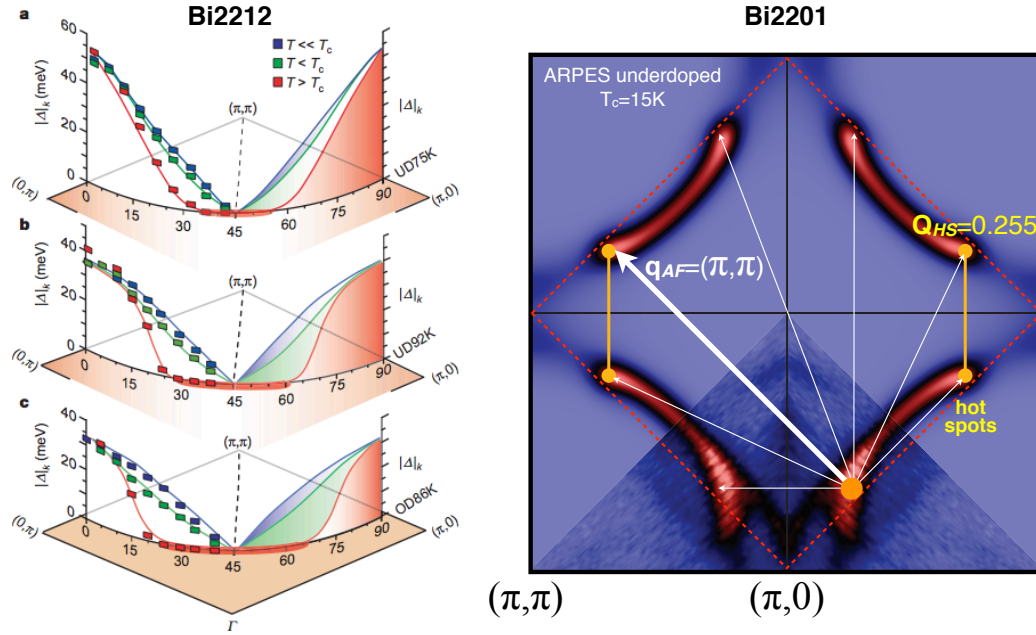 Bi2212
a
60
40
20
0
|Δ|k (meV)
T << Tc
T < Tc
T > Tc
(π,π)
|Δ|k
UD75K
(0,π)
(π,0)
0
15
30
45
60
75
90
b
40
20
0
|Δ|k (meV)
(π,π)
|Δ|k
UD92K
(0,π)
(π,0)
0
15
30
45
60
75
90
c
40
20
0
|Δ|k (meV)
(π,π)
|Δ|k
OD86K
(0,π)
(π,0)
0
15
30
45
60
75
90
Γ
Bi2201
ARPES underdoped
Tc=15K
QHS=0.255
qAF=(π,π)
hot
spots
(π,π)
(π,0)